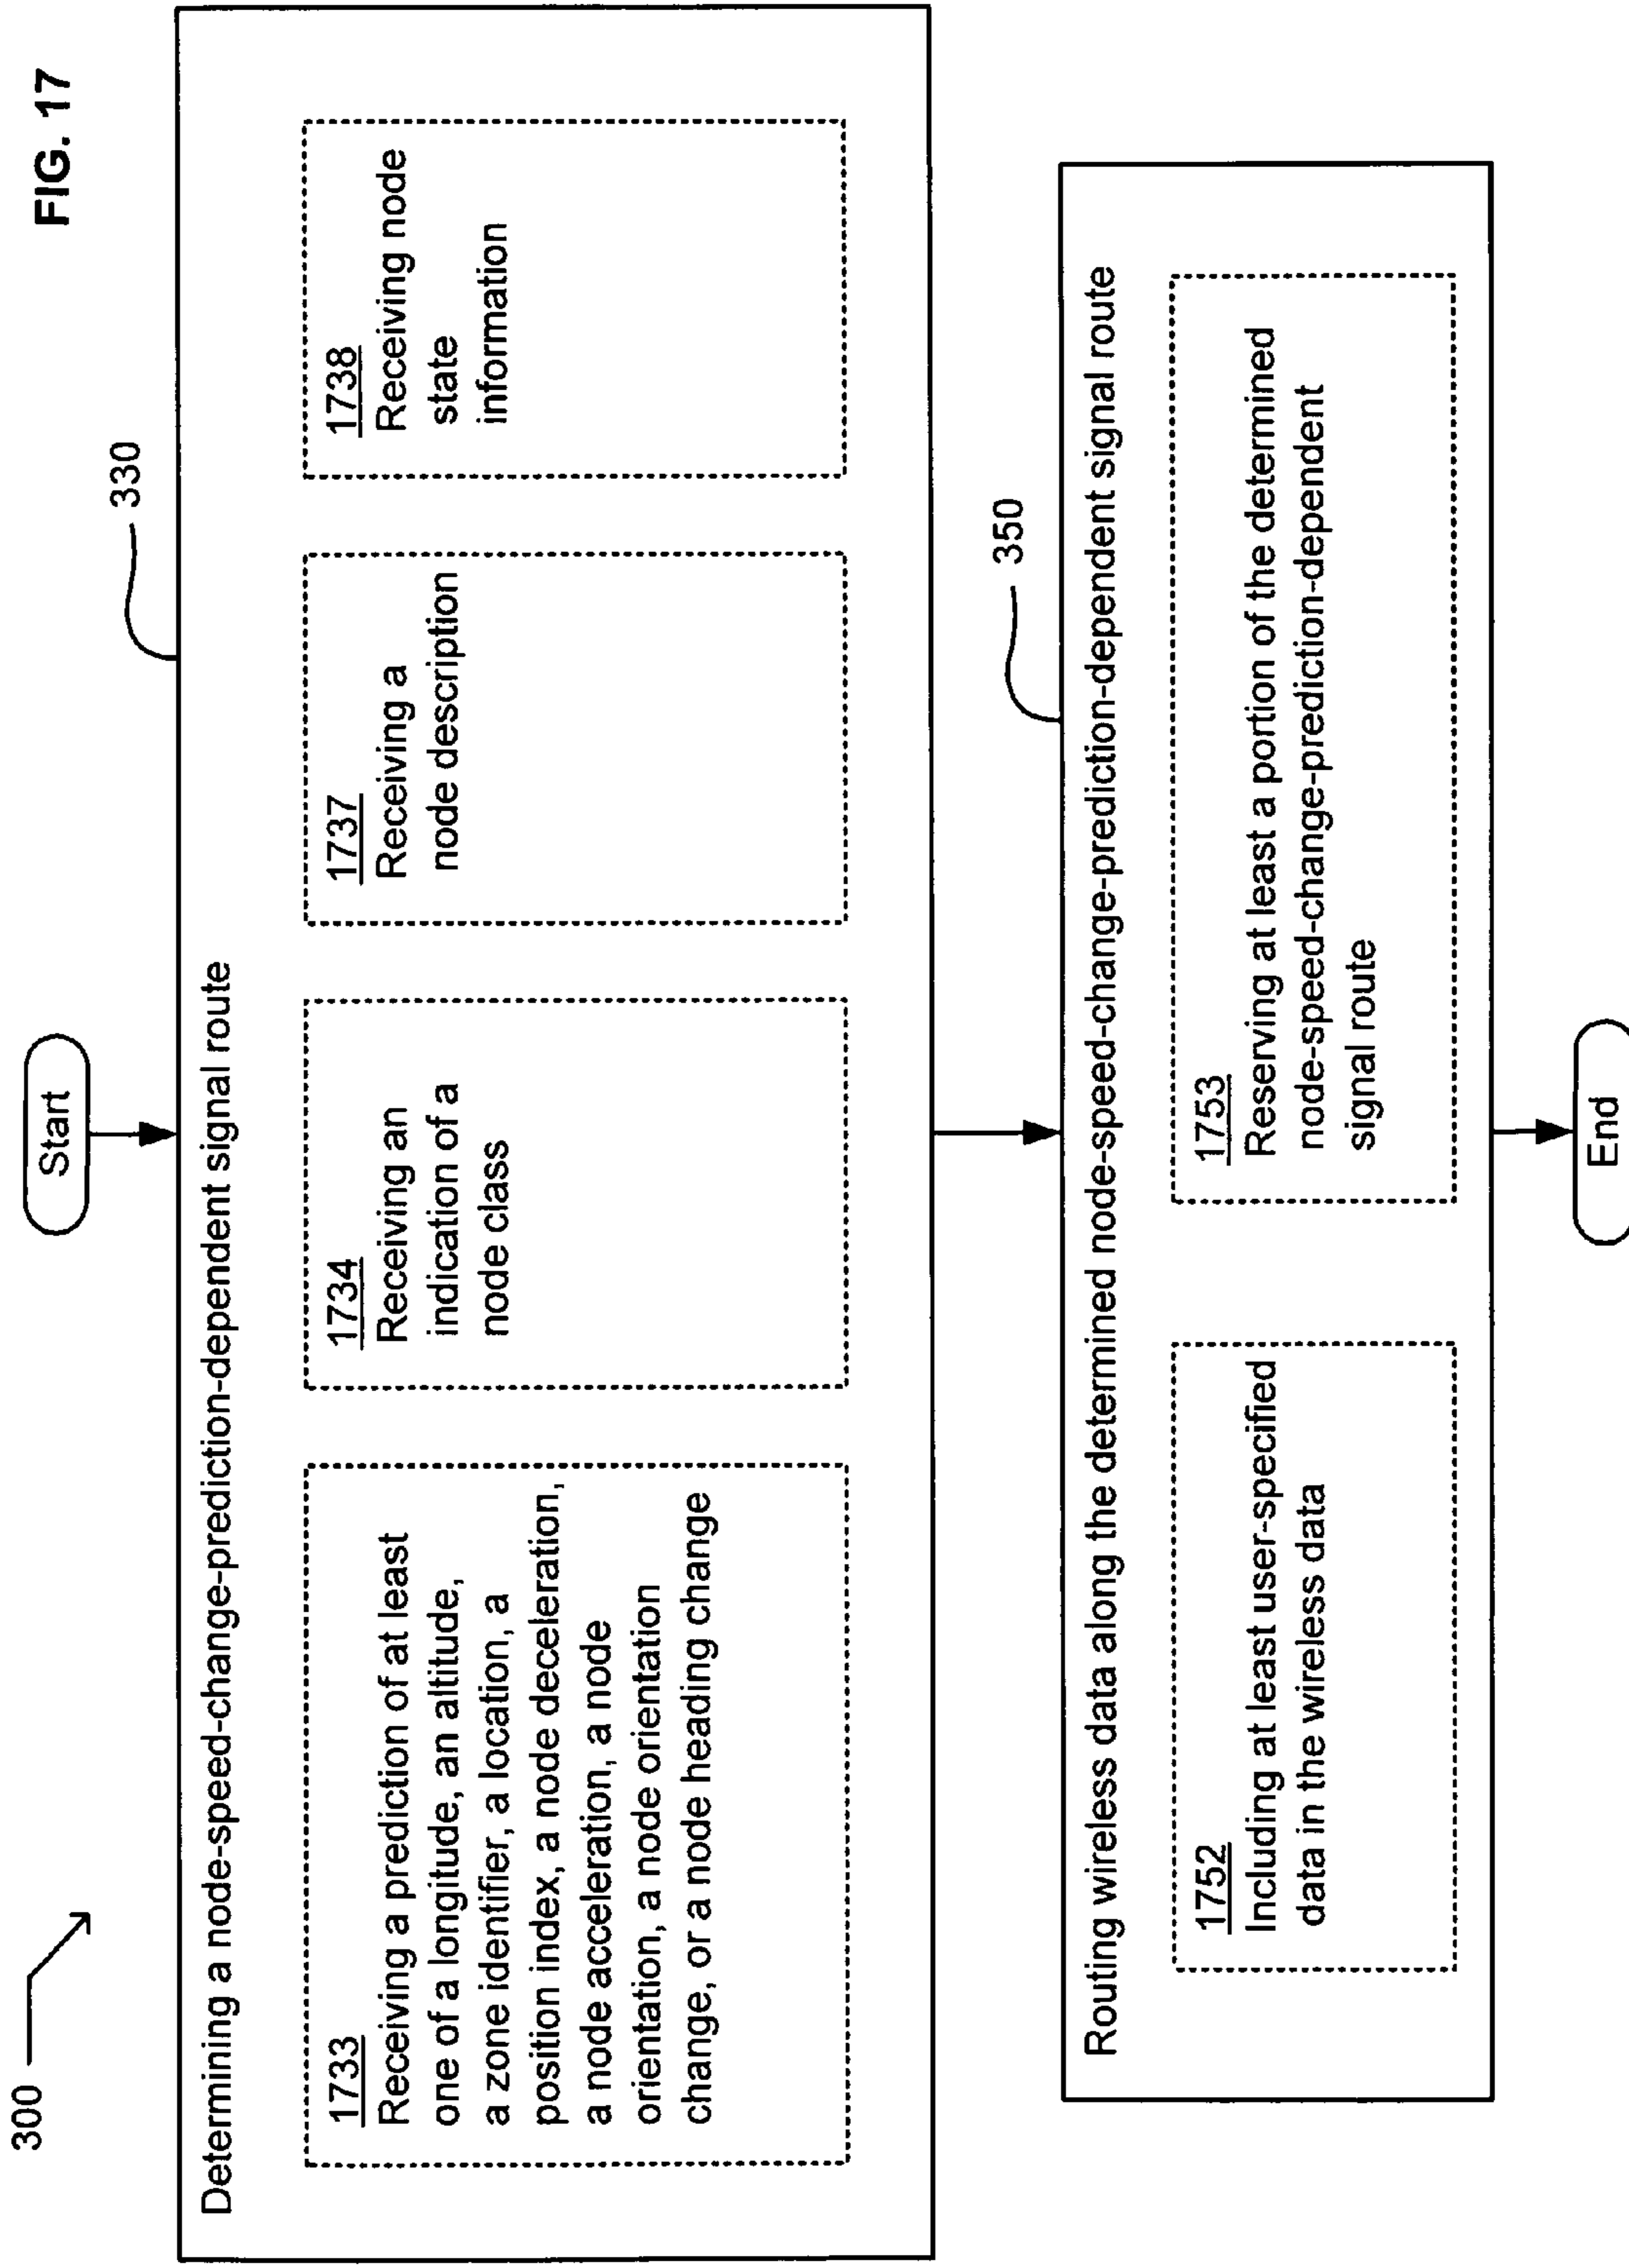 FIG. 17
300
Start
330
Determining a node-speed-change-prediction-dependent signal route
1733
Receiving a prediction of at least
one of a longitude, an altitude,
a zone identifier, a location, a
position index, a node deceleration,
a node acceleration, a node
orientation, a node orientation
change, or a node heading change
1734
Receiving an
indication of a
node class
1737
Receiving a
node description
1738
Receiving node
state
information
350
Routing wireless data along the determined node-speed-change-prediction-dependent signal route
1752
Including at least user-specified
data in the wireless data
1753
Reserving at least a portion of the determined
node-speed-change-prediction-dependent
signal route
End